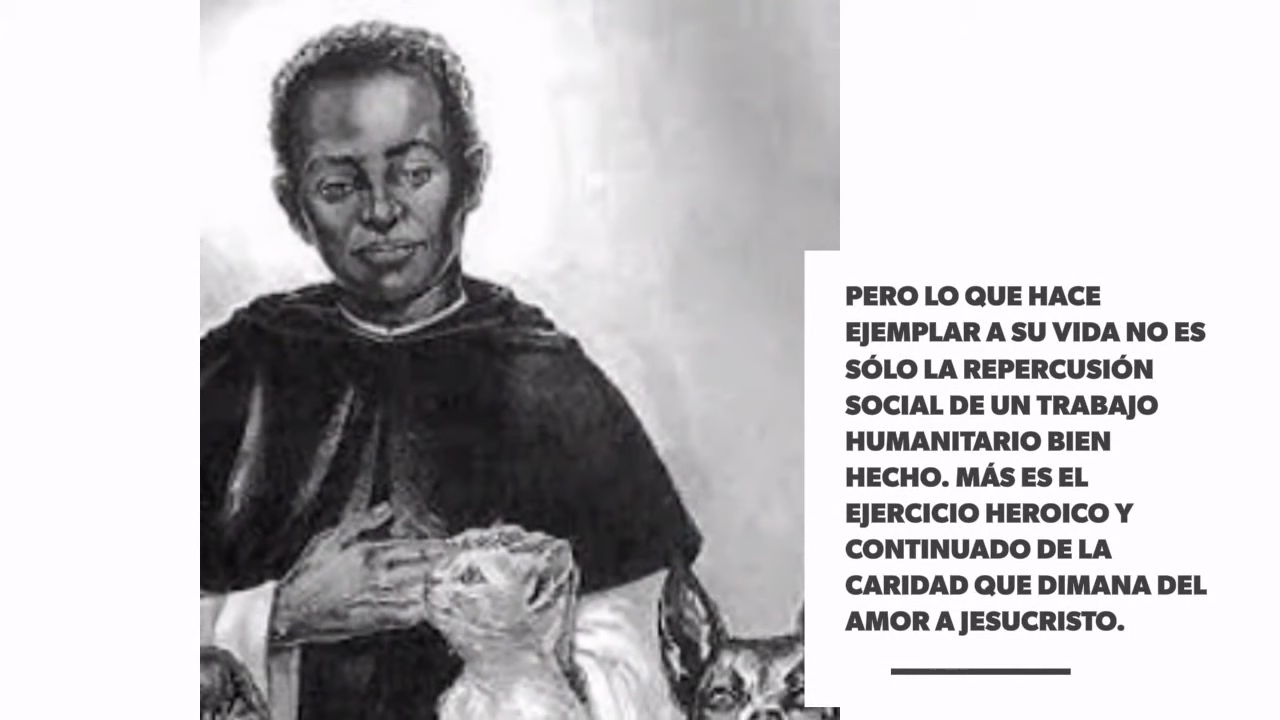 PERO LO QUE HACE
EJEMPLAR A SU VIDA NO ES
SÓLO LA REPERCUSIÓN
SOCIAL DE UN TRABAJO
HUMANITARIO BIEN
HECHO. MÁS ES EL
EJERCICIO HEROICO Y
CONTINUADO DE LA
CARIDAD QUE DIMANA DEL
AMOR A JESUCRISTO.